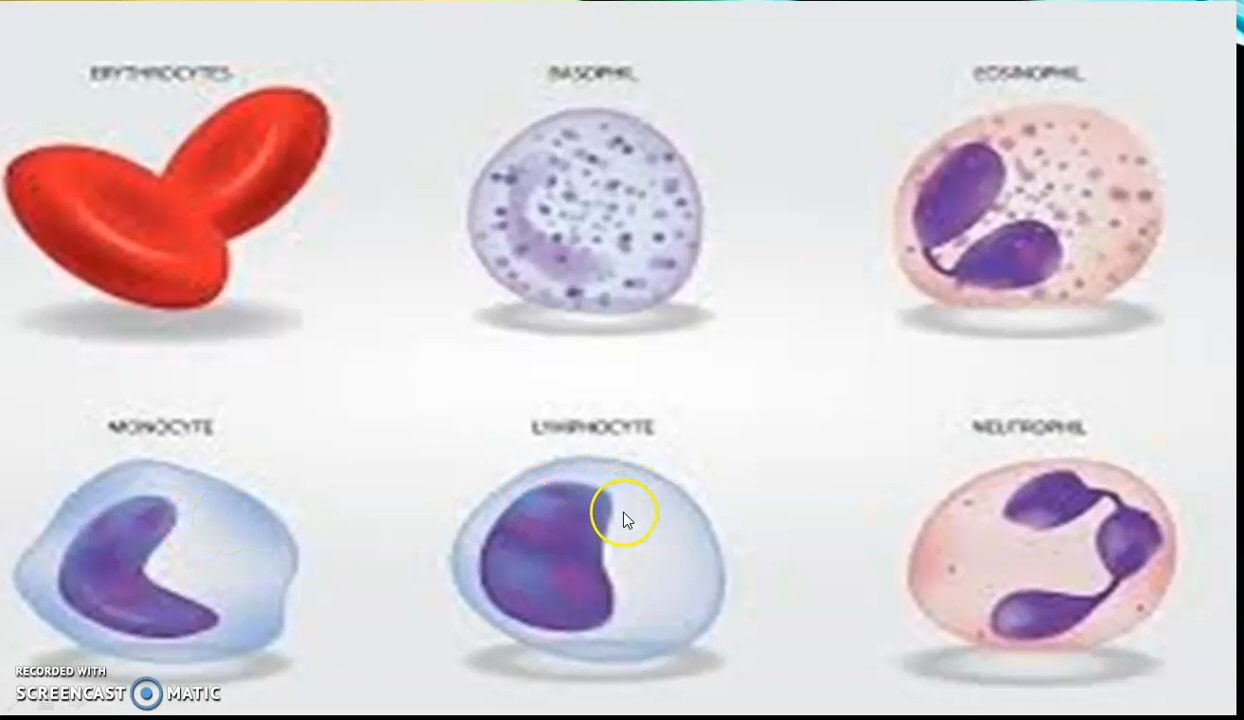 ERYTHROCYTES
BASOPHIL
EOSINOPHIL
MONOCYTE
LYMPHOCYTE
NEUTROPHIL
RECORDED WITH
SCREENCAST MATIC